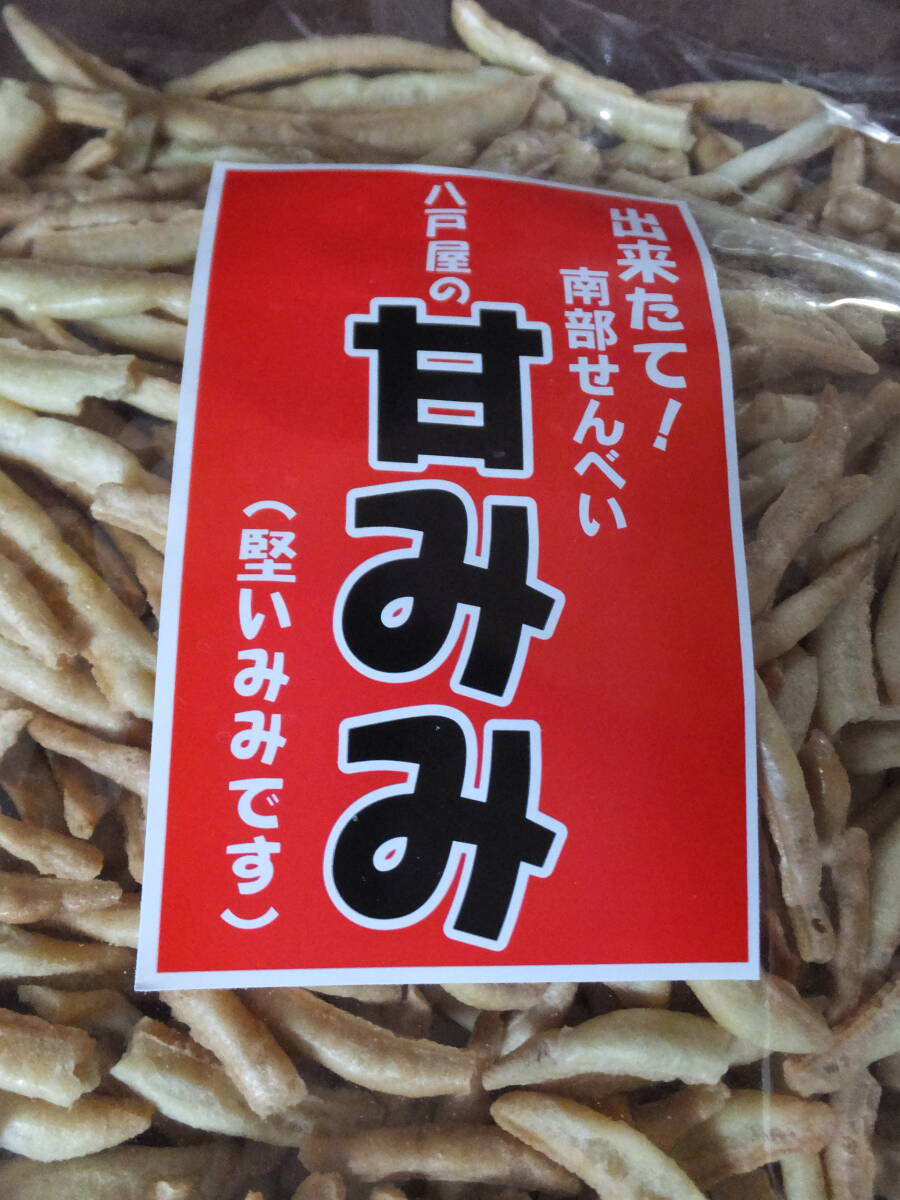 出来たて！
南部せんべい
八戸屋の
甘みみ
（堅いみみです）